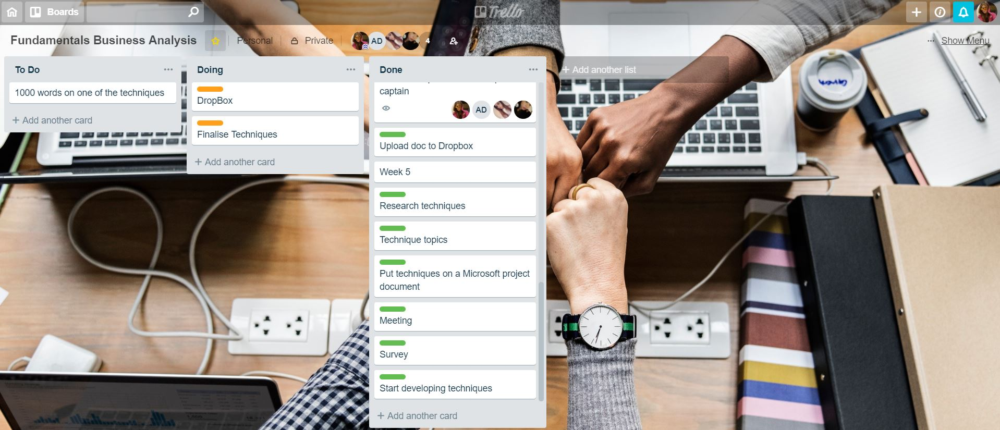 Boards
Trello
Fundamentals Business Analysis
Personal
Private
AD
4
Show Menu
To Do
1000 words on one of the techniques
Add another card
Doing
DropBox
Finalise Techniques
Add another card
Done
captain
AD
Upload doc to Dropbox
Week 5
Research techniques
Technique topics
Put techniques on a Microsoft project
document
Meeting
Survey
Start developing techniques
Add another card
Add another list